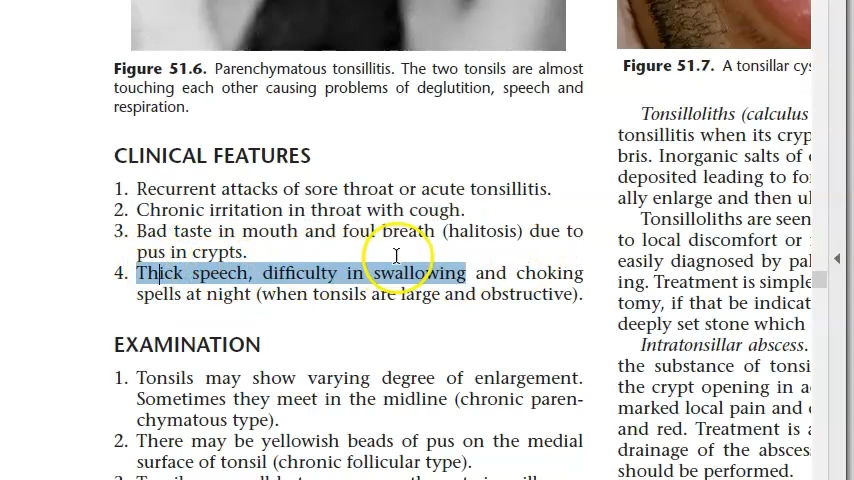 Figure 51.6. Parenchymatous tonsillitis. The two tonsils are almost
touching each other causing problems of deglutition, speech and
respiration.
CLINICAL FEATURES
1. Recurrent attacks of sore throat or acute tonsillitis.
2. Chronic irritation in throat with cough.
3. Bad taste in mouth and foul breath (halitosis) due to
pus in crypts.
4. Thick speech, difficulty in swallowing and choking
spells at night (when tonsils are large and obstructive).
EXAMINATION
1. Tonsils may show varying degree of enlargement.
Sometimes they meet in the midline (chronic paren-
chymatous type).
2. There may be yellowish beads of pus on the medial
surface of tonsil (chronic follicular type).
Figure 51.7. A tonsillar
Tonsilloliths (calculus
tonsillitis when its
bris. Inorganic salts of
deposited leading to
ally enlarge and then
Tonsilloliths are seen
to local discomfort or
easily diagnosed by
ing. Treatment is
tomy, if that be
deeply set stone which
Intratonsillar abscess.
the substance of
the crypt opening in
marked local pain and
and red. Treatment is
drainage of the
should be performed.